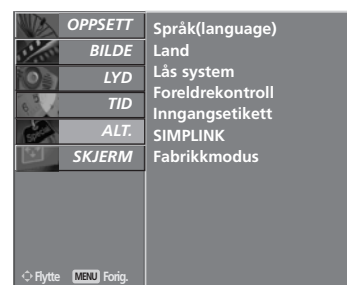 OPPSETT
BILDE
LYD
TID
ALT.
SKJERM
Språk(language)
Land
Lås system
Foreldrekontroll
Inngangsetikett
SIMPLINK
Fabrikkmodus
Flytte MENU Forig.